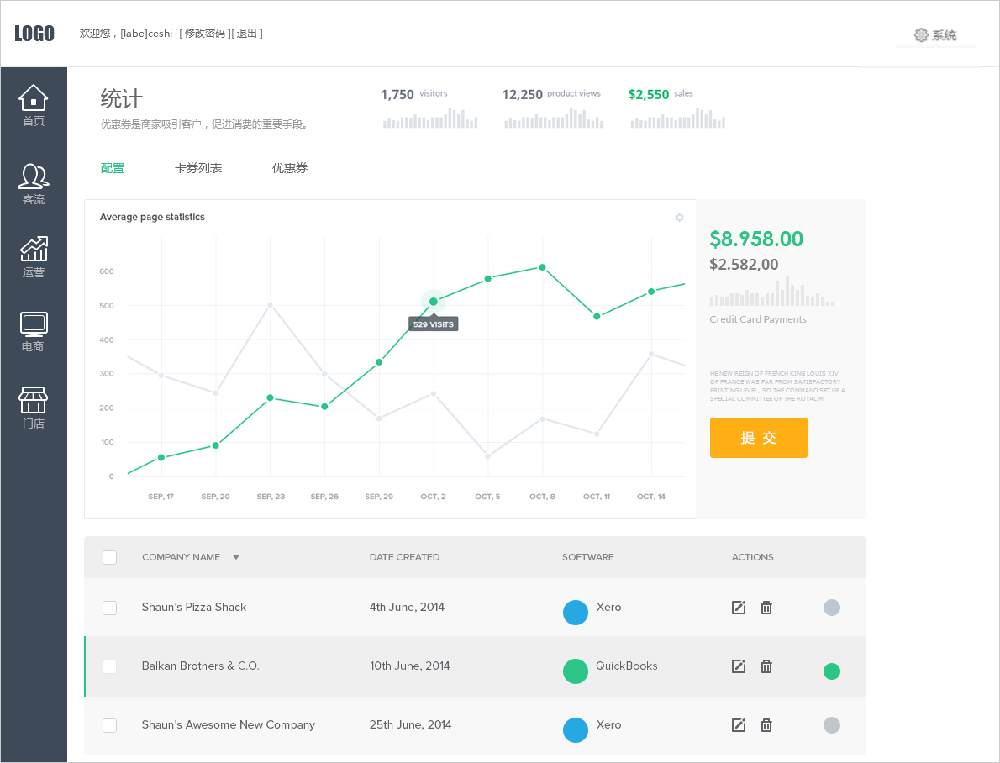 LOGO
欢迎您，[labe]ceshi [ 修改密码 ][ 退出 ]
系统
首页
客流
运营
电商
门店
统计
优惠券是商家吸引客户，促进消费的重要手段。
1,750 visitors
12,250 product views
$2,550 sales
配置
卡券列表
优惠券
Average page statistics
600
500
400
300
200
100
0
529 VISITS
SEP, 17
SEP, 20
SEP, 23
SEP, 26
SEP, 29
OCT, 2
OCT, 5
OCT, 8
OCT, 11
OCT, 14
$8.958.00
$2.582,00
Credit Card Payments
HE NEW REIGN OF FRENCH KING LOUIS XIV
OF FRANCE WAS FAR FROM SATISFACTORY
PRINTING LEVEL, SO THE COMMAND SET UP A
SPECIAL COMMITTEE OF THE ROYAL M
提 交
COMPANY NAME
DATE CREATED
SOFTWARE
ACTIONS
Shaun’s Pizza Shack
4th June, 2014
Xero
Balkan Brothers & C.O.
10th June, 2014
QuickBooks
Shaun’s Awesome New Company
25th June, 2014
Xero